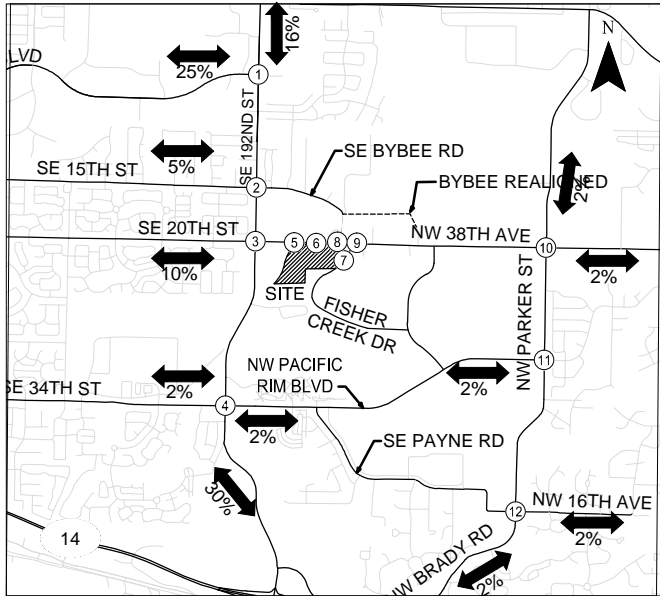 16%
N
LVD
25%
1
SE 192ND ST
5%
SE BYBEE RD
SE 15TH ST
2
BYBEE REALIGNED
2%
SE 20TH ST
3
5
6
8
9
NW 38TH AVE
10
7
10%
2%
SITE
FISHER
CREEK DR
NW PARKER ST
NW PACIFIC
RIM BLVD
11
2%
2%
SE 34TH ST
4
2%
SE PAYNE RD
30%
NW 16TH AVE
12
14
2%
NW BRADY RD
2%